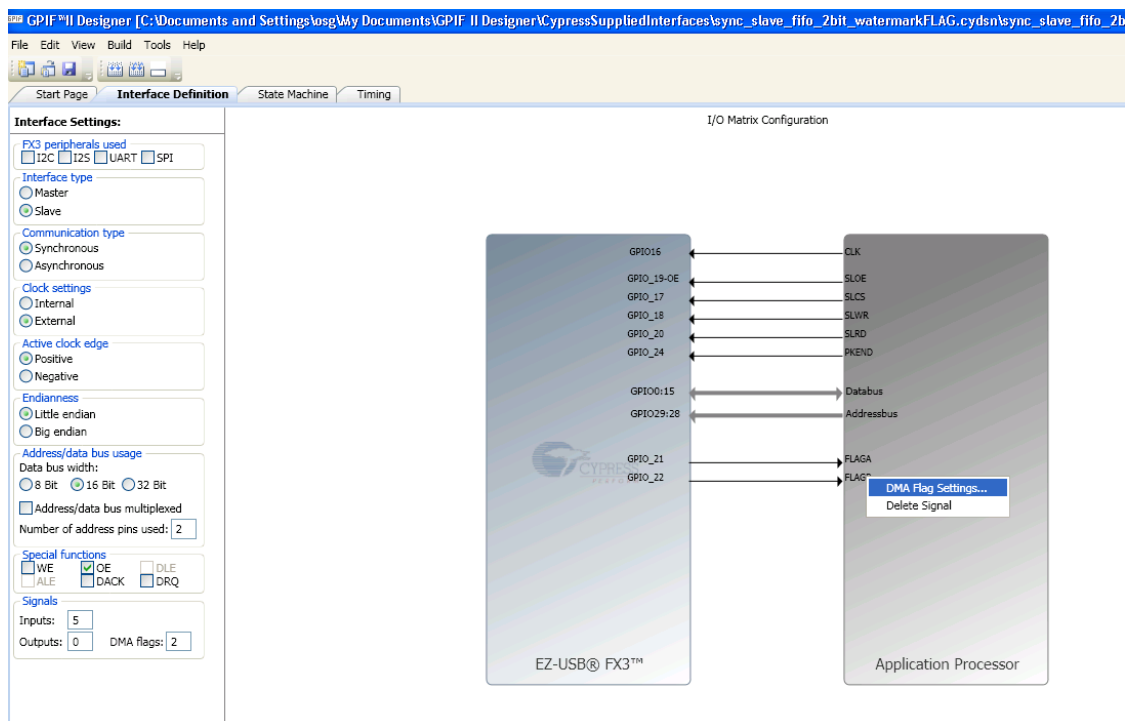 GPIF™II Designer [C:\Documents and Settings\osg\My Documents\GPIF II Designer\CypressSuppliedInterfaces\sync_slave_fifo_2bit_watermarkFLAG.cydsn\sync_slave_fifo_2b
File Edit View Build Tools Help
Start Page Interface Definition State Machine Timing
Interface Settings:
FX3 peripherals used
I2C I2S UART SPI
Interface type
Master
Slave
Communication type
Synchronous
Asynchronous
Clock settings
Internal
External
Active clock edge
Positive
Negative
Endianness
Little endian
Big endian
Address/data bus usage
Data bus width:
8 Bit 16 Bit 32 Bit
Address/data bus multiplexed
Number of address pins used: 2
Special functions
WE OE DLE
ALE DACK DRQ
Signals
Inputs: 5
Outputs: 0 DMA flags: 2
I/O Matrix Configuration
GPIO16 CLK
GPIO_19-OE SLOE
GPIO_17 SLCS
GPIO_18 SLWR
GPIO_20 SLRD
GPIO_24 PKEND
GPIO0:15 Databus
GPIO29:28 Addressbus
CYPRESS
GPIO_21 FLAGA
GPIO_22
DMA Flag Settings...
Delete Signal
EZ-USB® FX3™ Application Processor